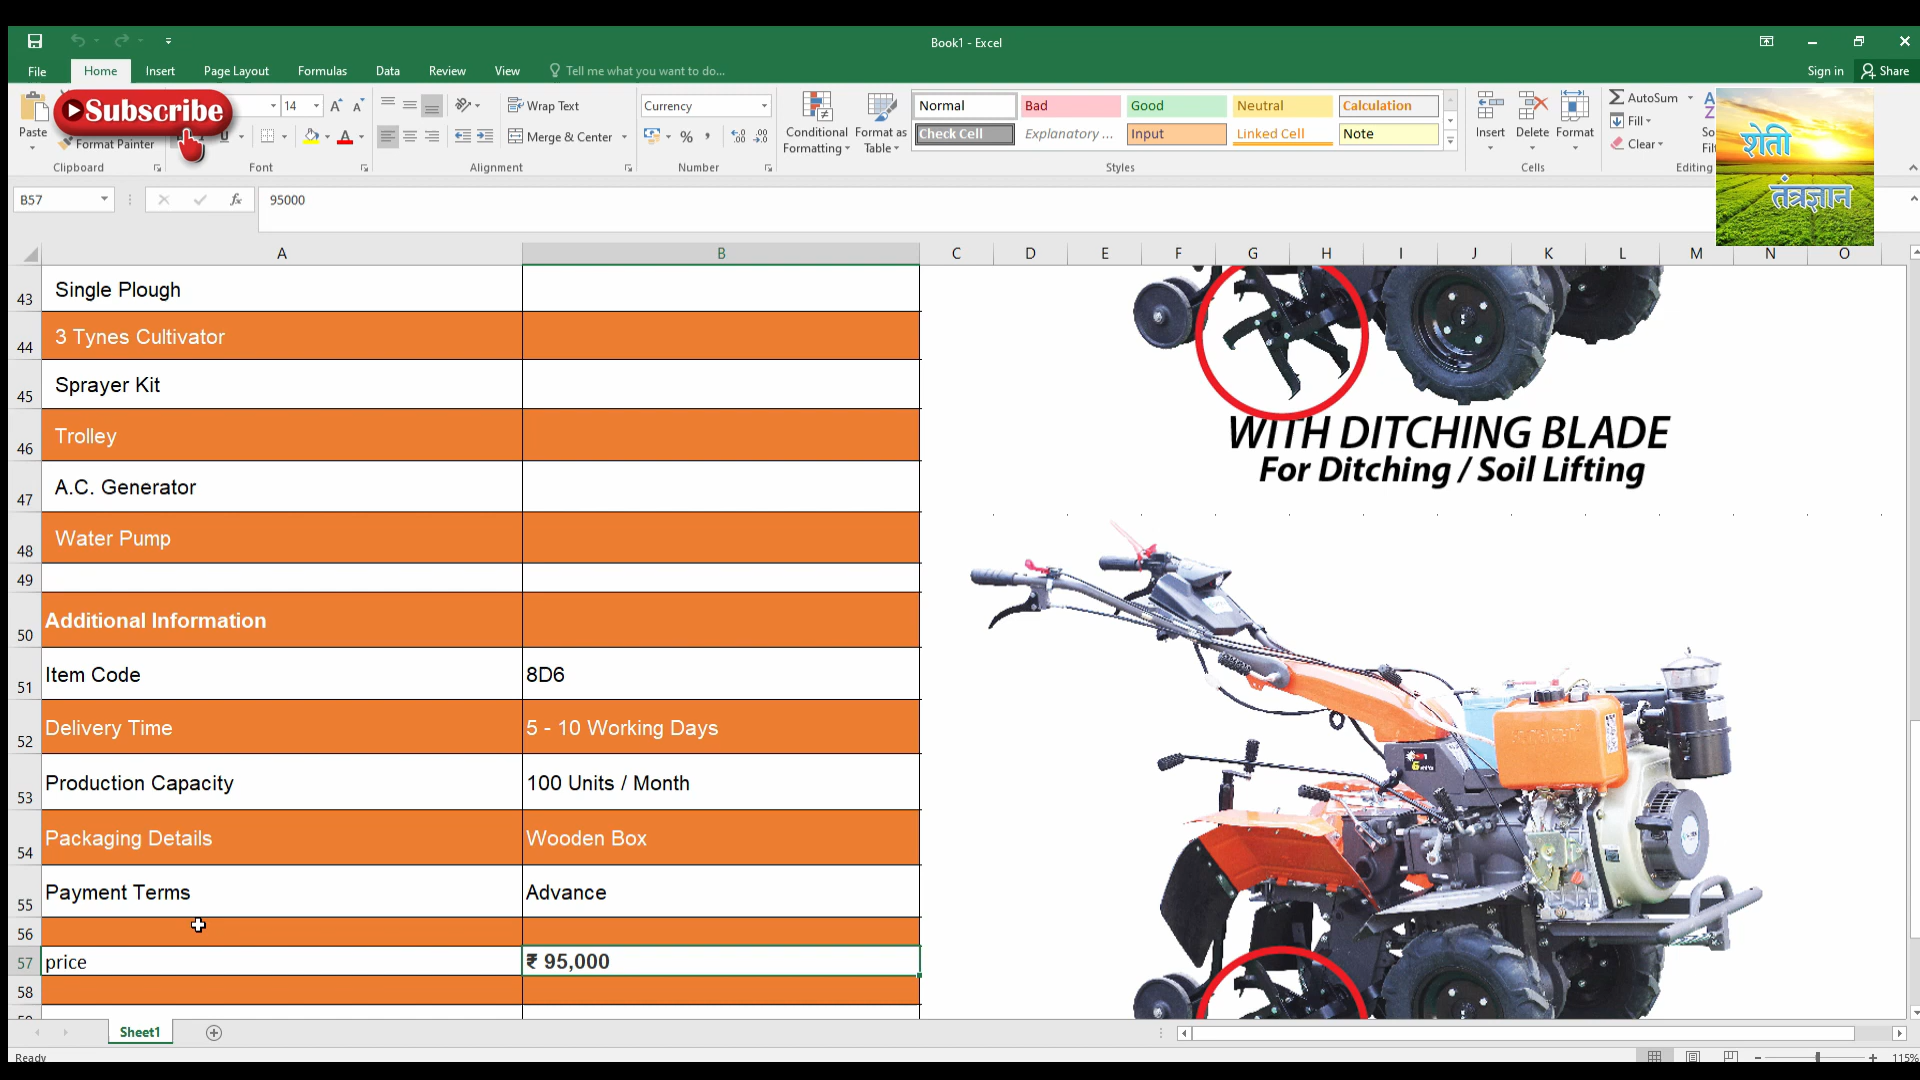 Book1 - Excel
File
Home
Insert
Page Layout
Formulas
Data
Review
View
Tell me what you want to do...
Sign in
Share
Subscribe
Paste
Format Painter
Clipboard
14
Font
Wrap Text
Merge & Center
Alignment
Currency
Number
Conditional
Formatting
Format as
Table
Normal
Bad
Good
Neutral
Calculation
Check Cell
Explanatory ...
Input
Linked Cell
Note
Styles
Insert
Delete
Format
Cells
AutoSum
Fill
Clear
Editing
शेती
तंत्रज्ञान
B57
fx
95000
A B C D E F G H I J K L M N O
43 Single Plough
44 3 Tynes Cultivator
45 Sprayer Kit
46 Trolley
47 A.C. Generator
48 Water Pump
49
50 Additional Information
51 Item Code 8D6
52 Delivery Time 5 - 10 Working Days
53 Production Capacity 100 Units / Month
54 Packaging Details Wooden Box
55 Payment Terms Advance
56
57 price ₹ 95,000
58
WITH DITCHING BLADE
For Ditching / Soil Lifting
Sheet1
Ready
115%